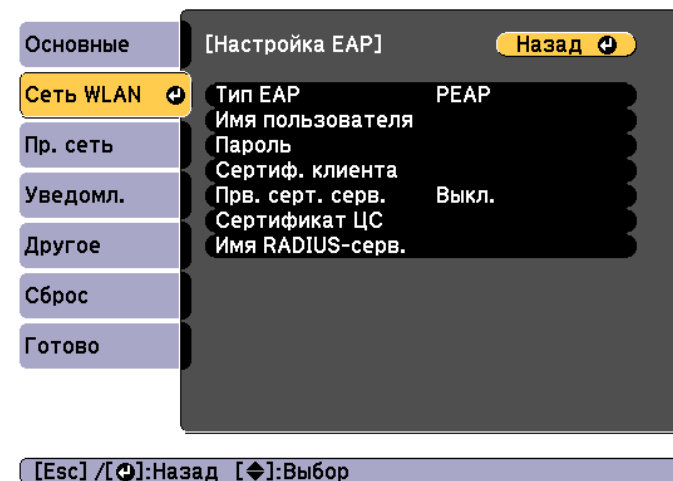 Основные
[Настройка EAP]
Назад
Сеть WLAN
Тип EAP PEAP
Имя пользователя
Пр. сеть
Пароль
Сертиф. клиента
Уведомл.
Прв. серт. серв. Выкл.
Сертификат ЦС
Другое
Имя RADIUS-серв.
Сброс
Готово
[Esc] /[⏎]:Назад [◆]:Выбор